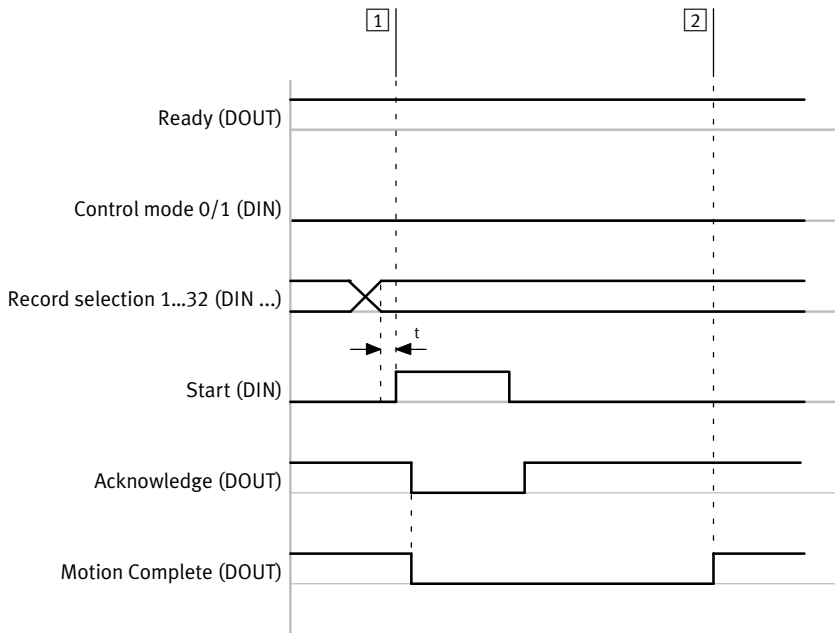 1
2
Ready (DOUT)
Control mode 0/1 (DIN)
Record selection 1...32 (DIN ...)
t
Start (DIN)
Acknowledge (DOUT)
Motion Complete (DOUT)